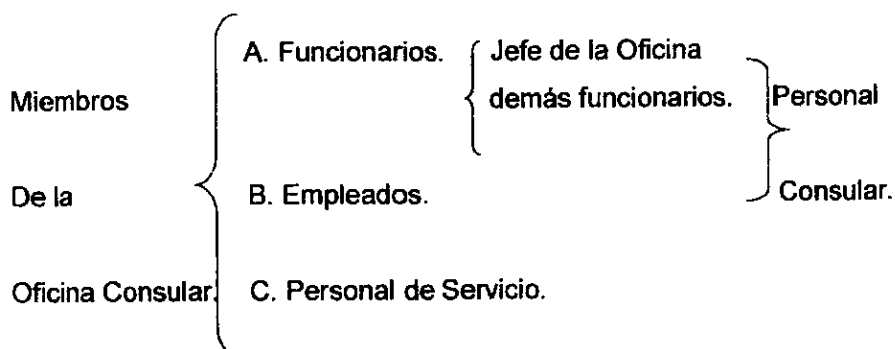 A. Funcionarios. Jefe de la Oficina
Miembros demás funcionarios. Personal
De la B. Empleados. Consular.
Oficina Consular. C. Personal de Servicio.